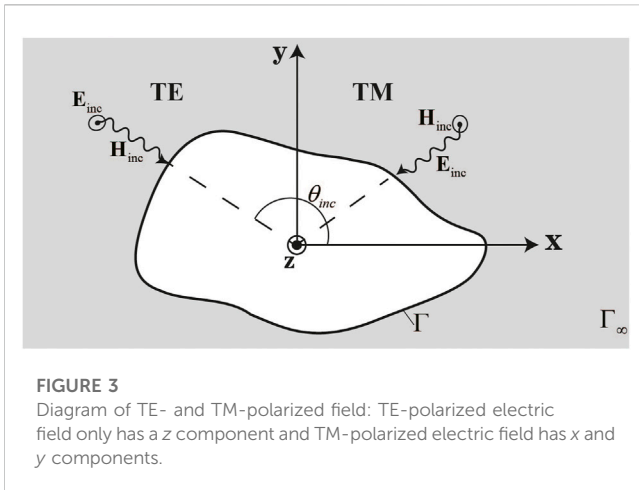 y
TE
TM
E_inc
H_inc
H_inc
E_inc
θ_inc
z
x
Γ
Γ_∞
FIGURE 3
Diagram of TE- and TM-polarized field: TE-polarized electric
field only has a z component and TM-polarized electric field has x and
y components.